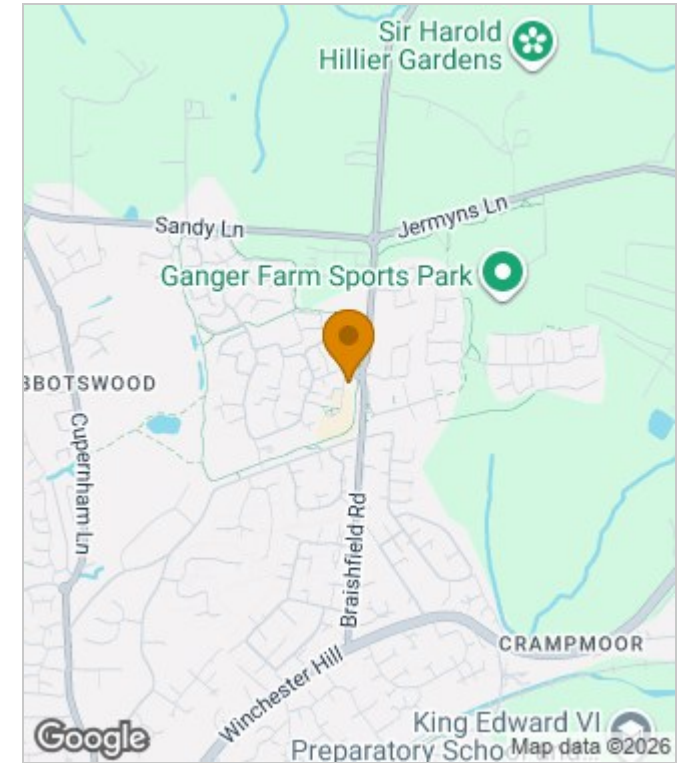 Sir Harold
Hillier Gardens
Sandy Ln
Jermyns Ln
Ganger Farm Sports Park
BBOTSWOOD
Cupernham Ln
Braishfield Rd
CRAMPMOOR
Winchester Hill
King Edward VI
Preparatory Schoo
Google
Map data ©2026